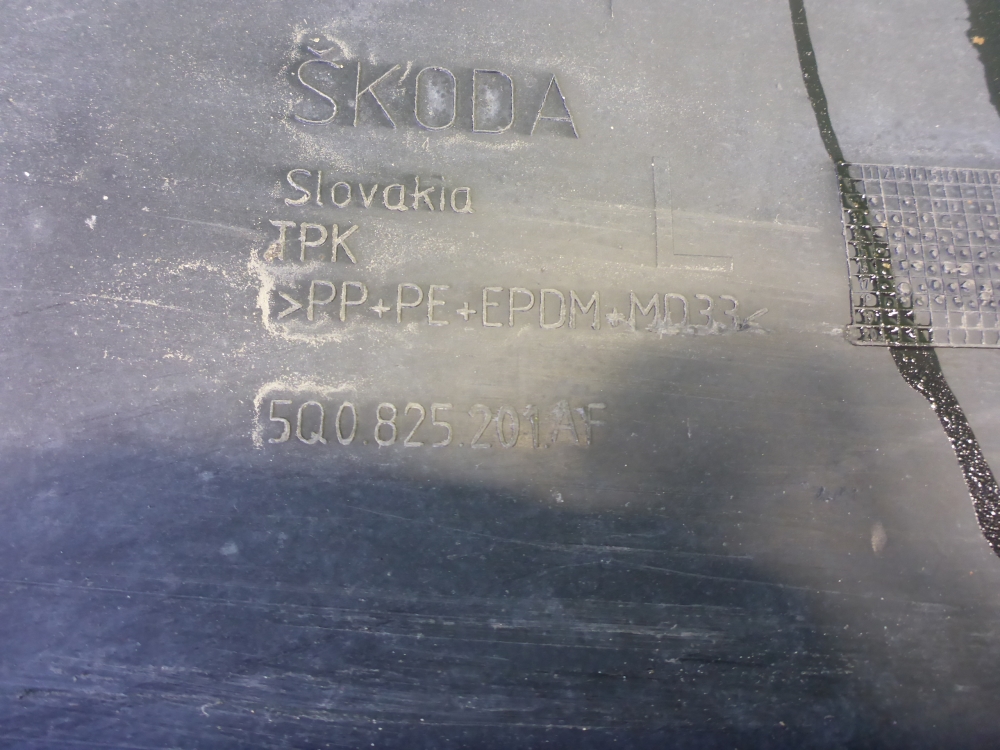 ŠKODA
Slovakia
TPK
L
>PP+PE+EPDM+MD33<
5Q0.825.201.AF